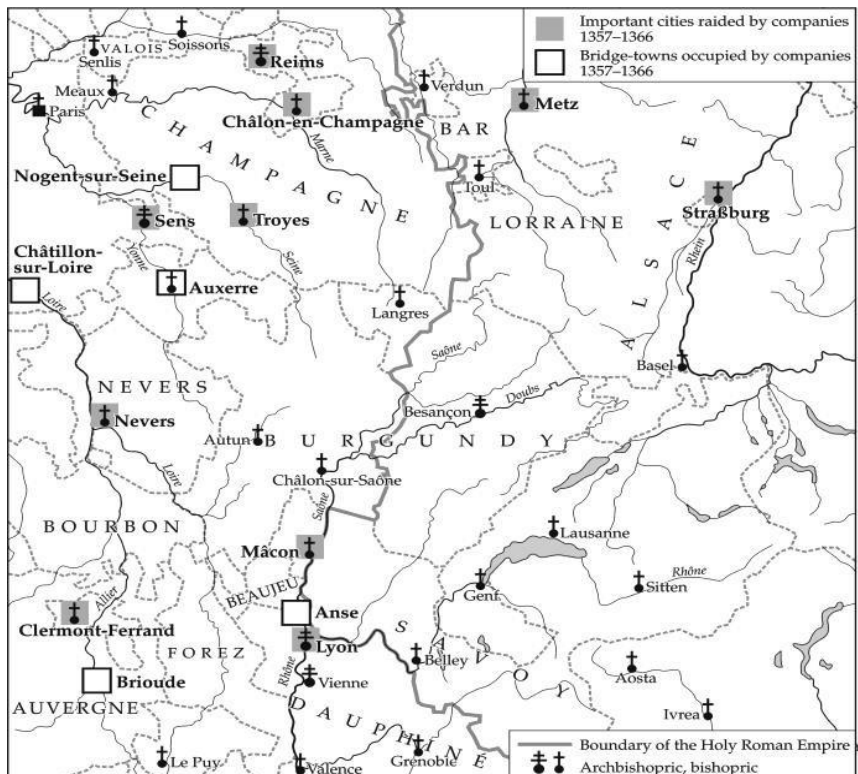 Important cities raided by companies
1357–1366
Bridge-towns occupied by companies
1357–1366
Soissons
VALOIS
Senlis
Reims
Meaux
Paris
Verdun
Metz
Châlon-en-Champagne
BAR
CHAMPAGNE
Marne
Nogent-sur-Seine
Toul
ALSACE
Straßburg
Sens
Troyes
LORRAINE
Châtillon-
sur-Loire
Yonne
Seine
Rhein
Auxerre
Loire
Langres
Saône
Basel
NEVERS
Doubs
Besançon
Nevers
Autun
BURGUNDY
Loire
Châlon-sur-Saône
Saône
BOURBON
Lausanne
Mâcon
Rhône
Genf
Sitten
BEAUJEU
Allier
Anse
Clermont-Ferrand
SAVOY
Lyon
FOREZ
Belley
Rhône
Aosta
Brioude
Vienne
AUVERGNE
DAUPHINÉ
Ivrea
Le Puy
Grenoble
Valence
Boundary of the Holy Roman Empire
Archbishopric, bishopric